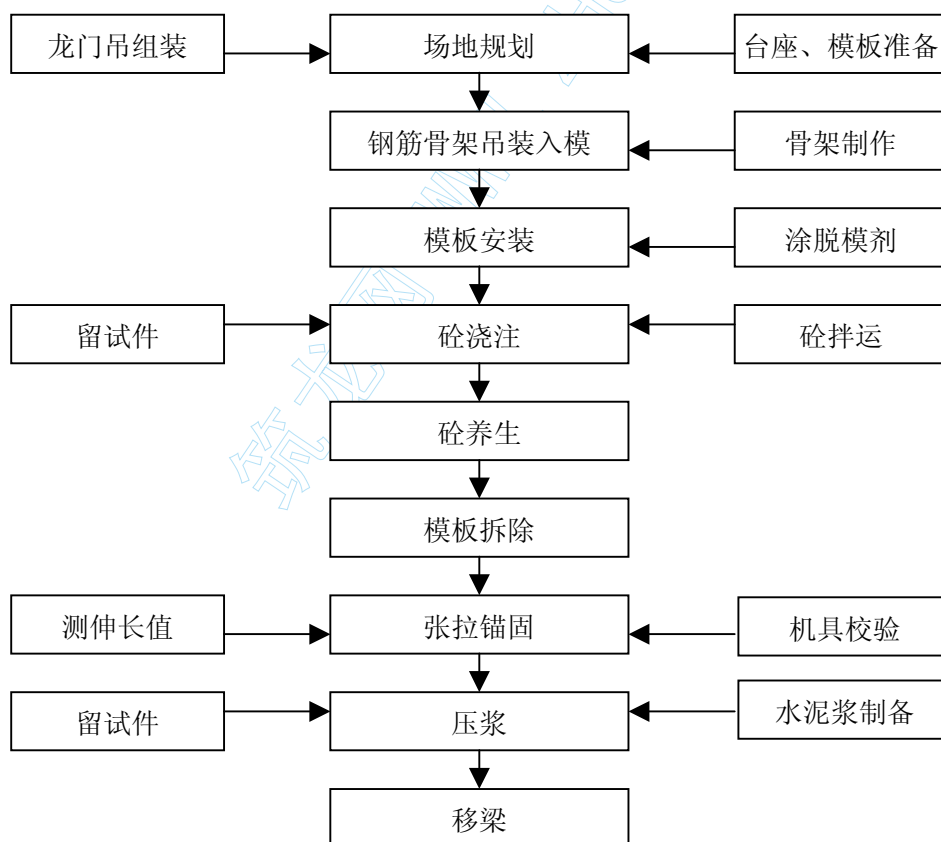 龙门吊组装
场地规划
台座、模板准备
钢筋骨架吊装入模
骨架制作
模板安装
涂脱模剂
留试件
砼浇注
砼拌运
砼养生
模板拆除
测伸长值
张拉锚固
机具校验
留试件
压浆
水泥浆制备
移梁
筑龙网